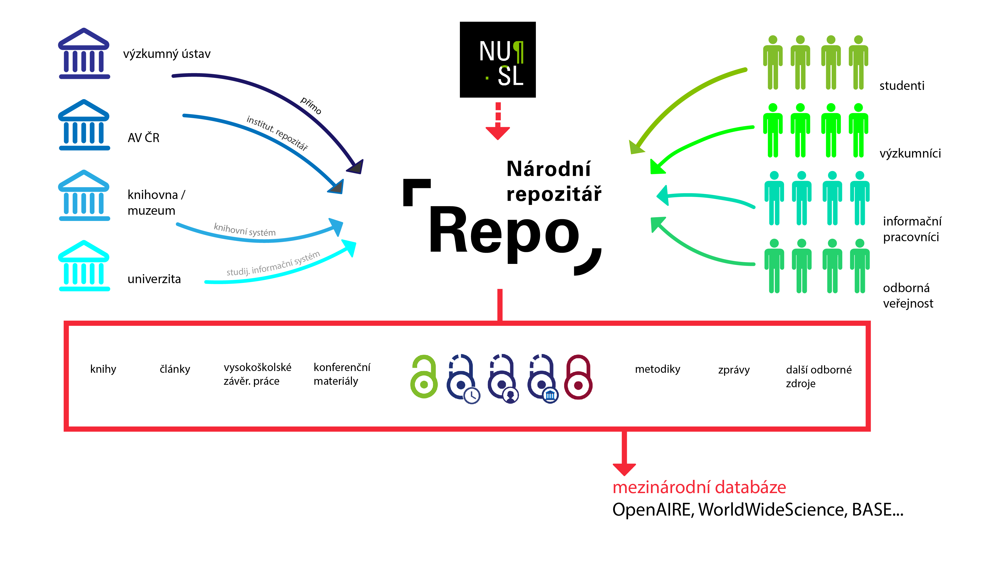 výzkumný ústav
přímo
AV ČR
institut. repozitář
knihovna /
muzeum
knihovní systém
univerzita
studij. informační systém
NU¶
· SL
Národní
repozitář
Repo
studenti
výzkumníci
informační
pracovníci
odborná
veřejnost
knihy
články
vysokoškolské
závěr. práce
konferenční
materiály
metodiky
zprávy
další odborné
zdroje
mezinárodní databáze
OpenAIRE, WorldWideScience, BASE...